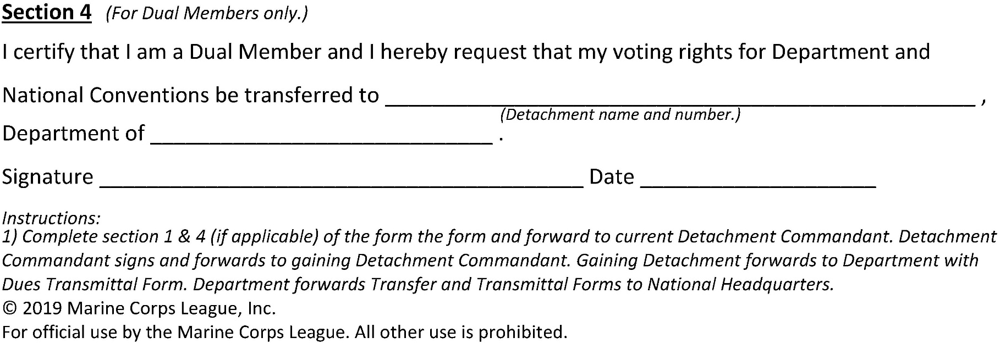 Section 4 (For Dual Members only.)
I certify that I am a Dual Member and I hereby request that my voting rights for Department and
National Conventions be transferred to __________________________________________________ ,
(Detachment name and number.)
Department of _____________________________ .
Signature __________________________________________ Date ____________________
Instructions:
1) Complete section 1 & 4 (if applicable) of the form the form and forward to current Detachment Commandant. Detachment
Commandant signs and forwards to gaining Detachment Commandant. Gaining Detachment forwards to Department with
Dues Transmittal Form. Department forwards Transfer and Transmittal Forms to National Headquarters.
© 2019 Marine Corps League, Inc.
For official use by the Marine Corps League. All other use is prohibited.